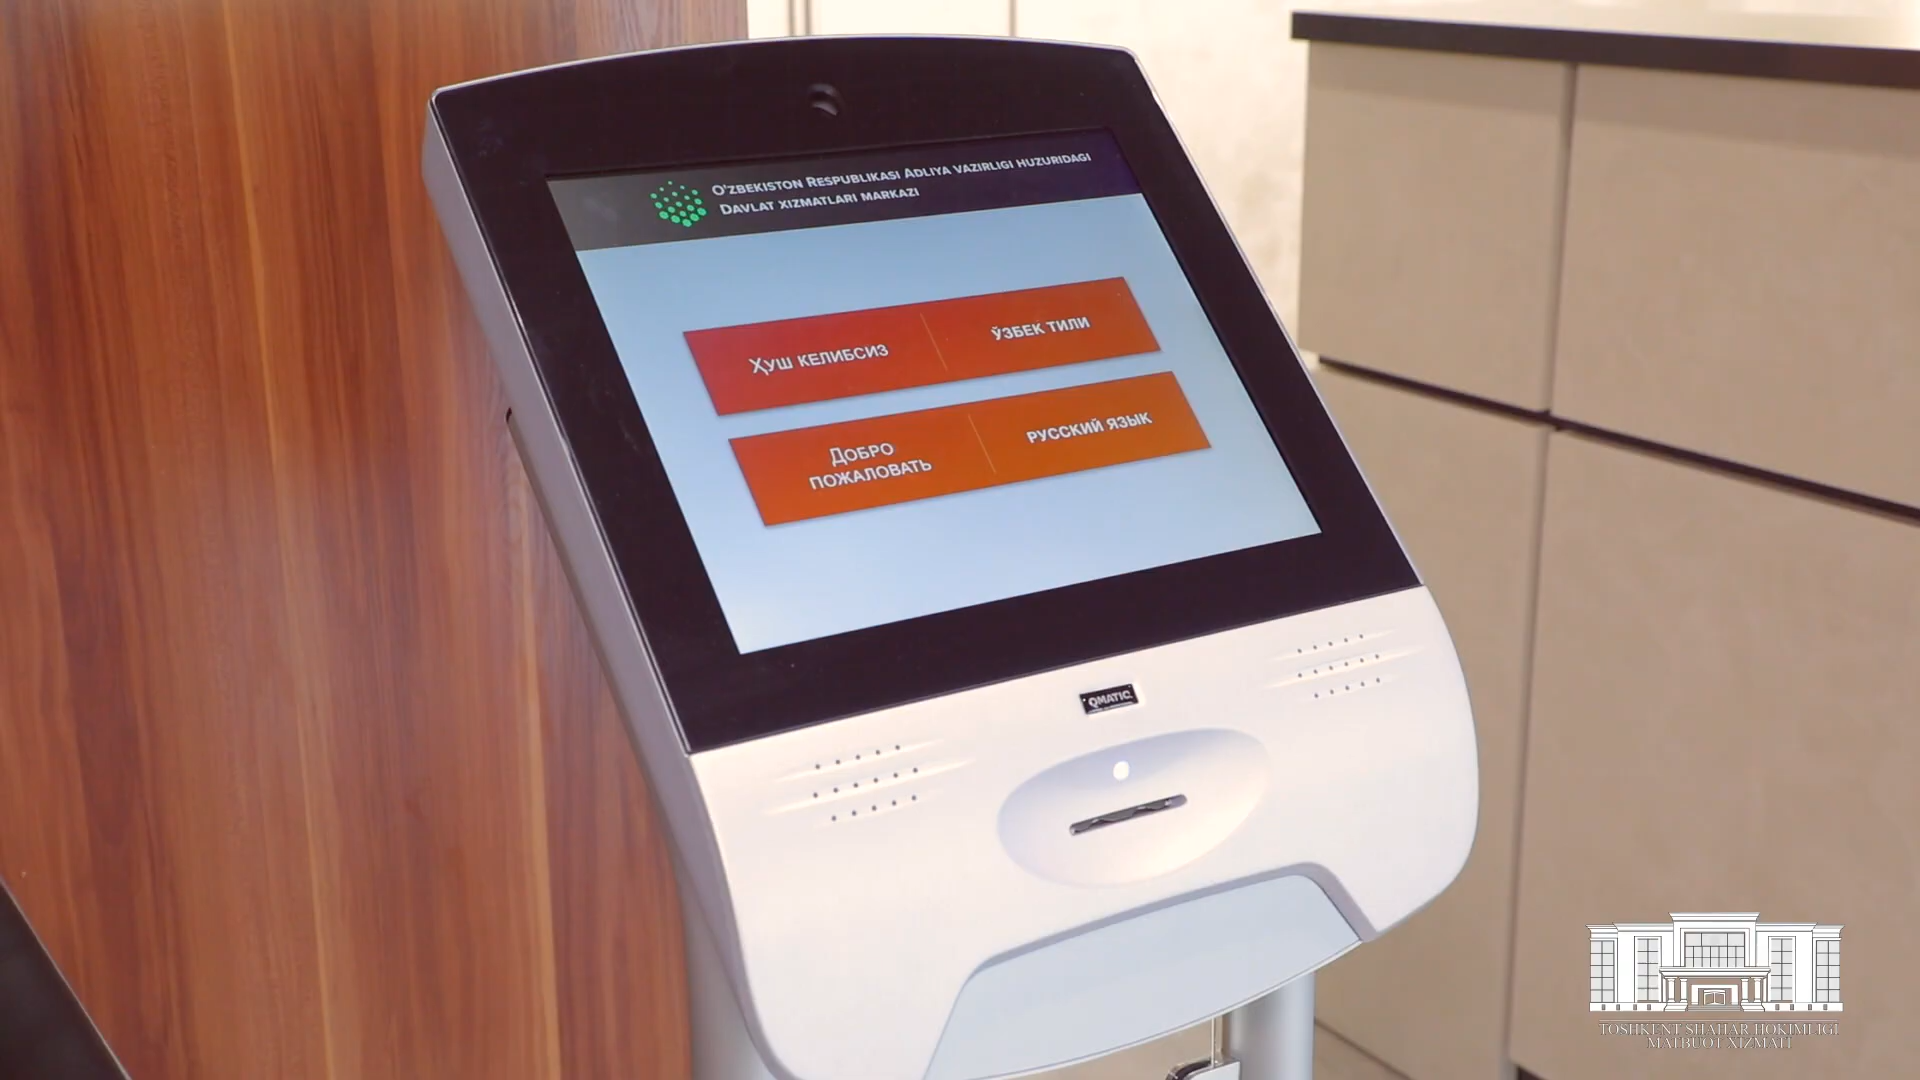 O'ZBEKISTON RESPUBLIKASI ADLIYA VAZIRLIGI HUZURIDAGI
DAVLAT XIZMATLARI MARKAZI
ҲУШ КЕЛИБСИЗ
ЎЗБЕК ТИЛИ
ДОБРО
ПОЖАЛОВАТЬ
РУССКИЙ ЯЗЫК
QMATIC
TOSHKENT SHAHAR HOKIMLIGI
MATBUOT XIZMATI